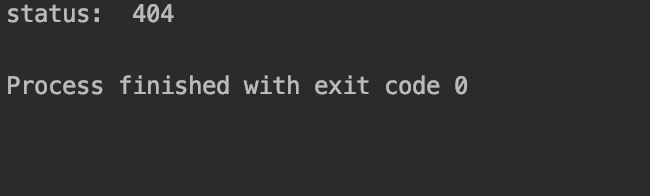 status:  404
Process finished with exit code 0